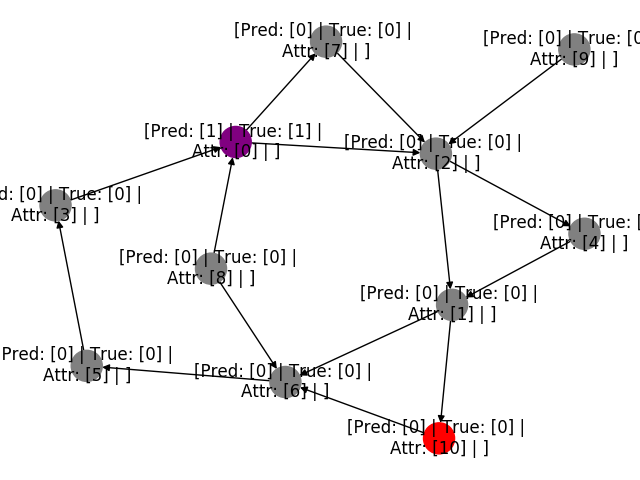 [Pred: [0] | True: [0] |
Attr: [7] | ]
[Pred: [0] | True: [0
Attr: [9] | ]
[Pred: [1] | True: [1] |
Attr: [0] | ]
[Pred: [0] | True: [0] |
Attr: [2] | ]
d: [0] | True: [0] |
Attr: [3] | ]
[Pred: [0] | True: [
Attr: [4] | ]
[Pred: [0] | True: [0] |
Attr: [8] | ]
[Pred: [0] | True: [0] |
Attr: [1] | ]
Pred: [0] | True: [0] |
Attr: [5] | ]
[Pred: [0] | True: [0] |
Attr: [6] | ]
[Pred: [0] | True: [0] |
Attr: [10] | ]